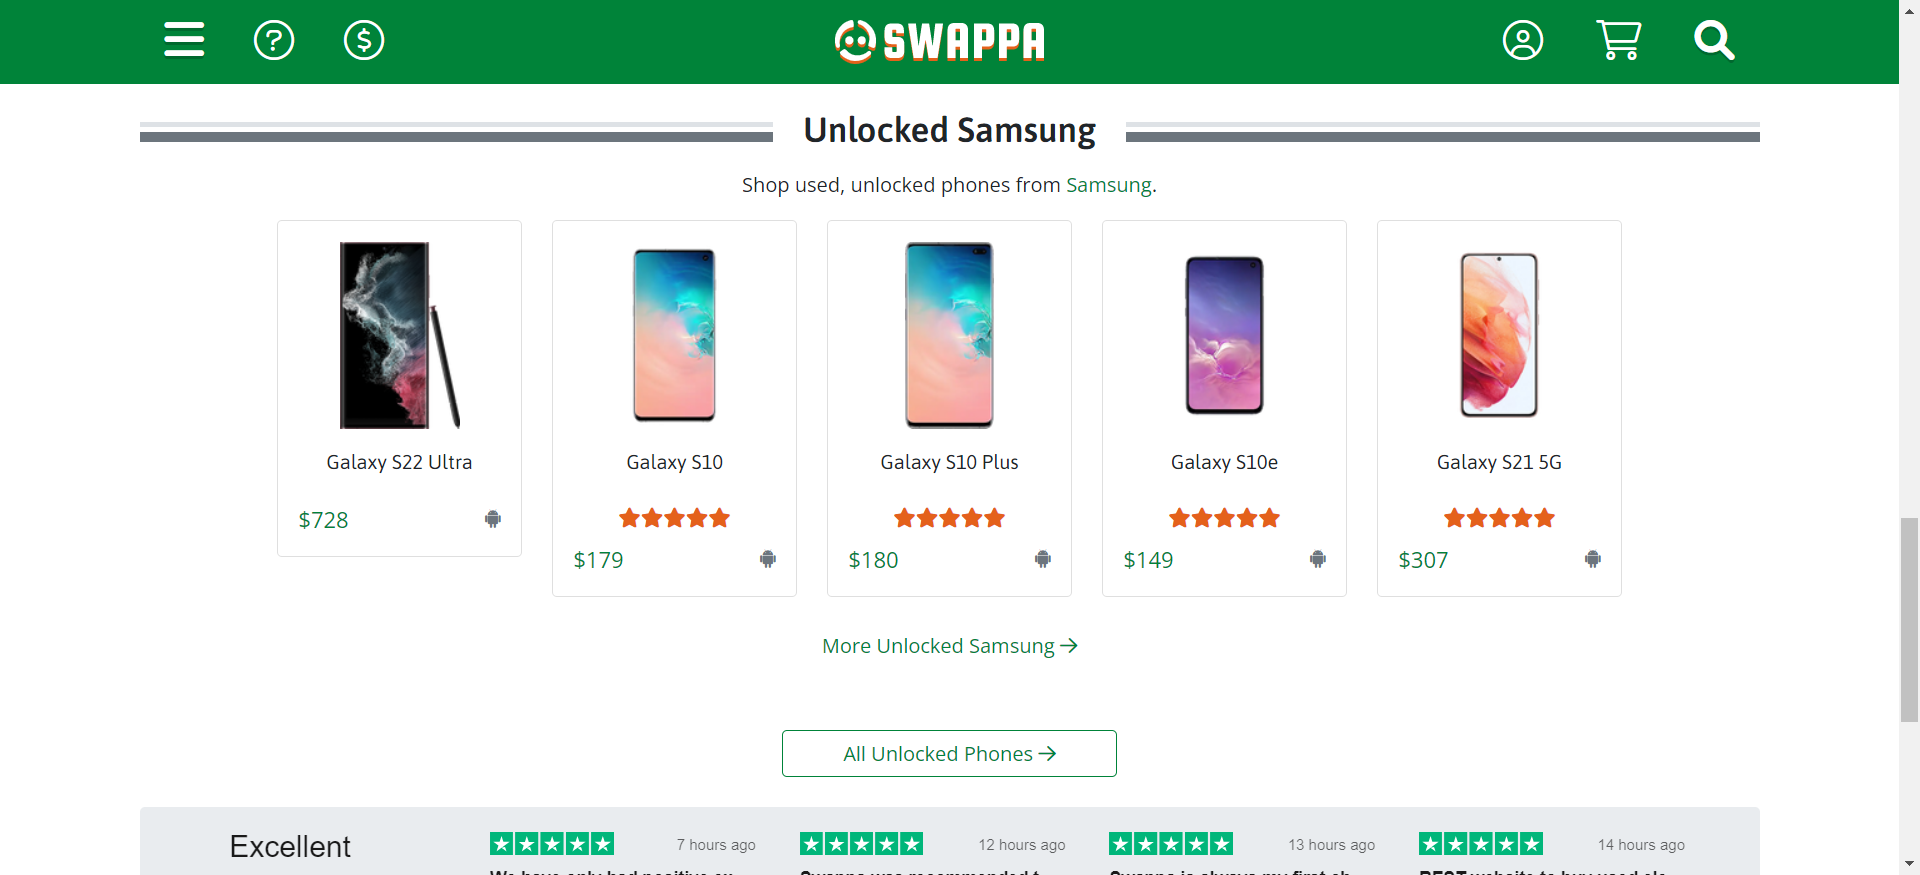 SWAPPA
Unlocked Samsung
Shop used, unlocked phones from Samsung.
Galaxy S22 Ultra
$728
Galaxy S10
$179
Galaxy S10 Plus
$180
Galaxy S10e
$149
Galaxy S21 5G
$307
More Unlocked Samsung
All Unlocked Phones
Excellent
7 hours ago
12 hours ago
13 hours ago
14 hours ago